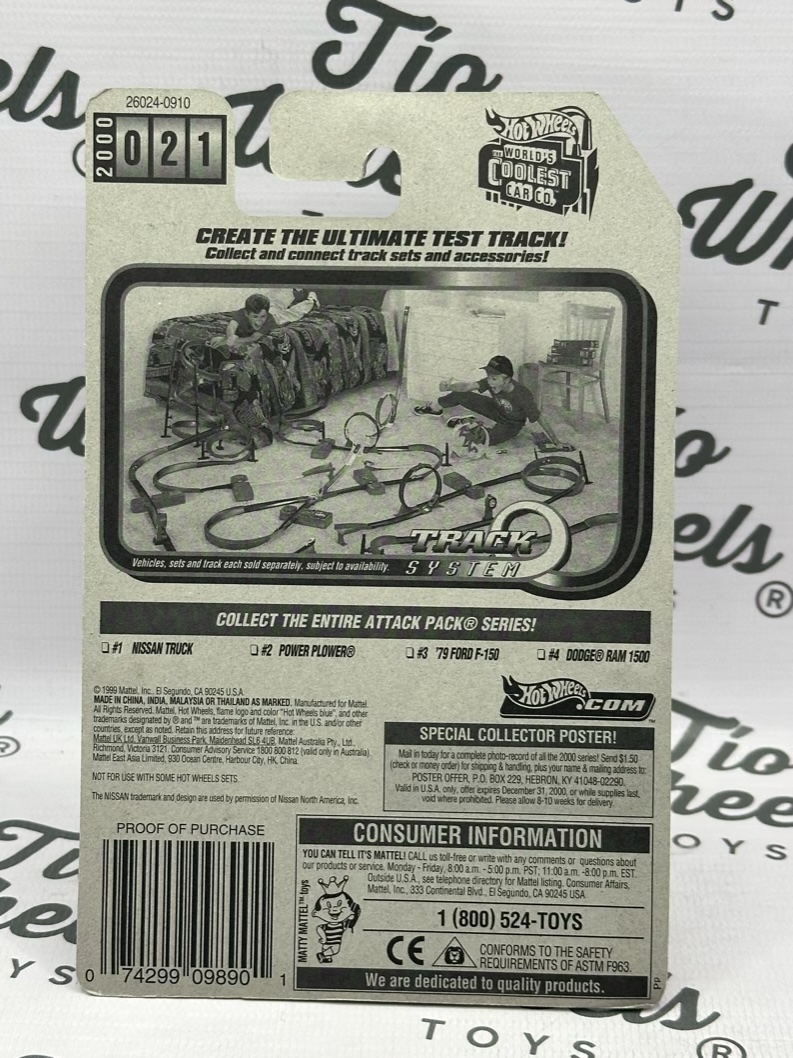 26024-0910
2000
021
HOT WHEELS
THE WORLD'S
COOLEST
CAR CO.™
CREATE THE ULTIMATE TEST TRACK!
Collect and connect track sets and accessories!
TRACK
SYSTEM
Vehicles, sets and track each sold separately, subject to availability.
COLLECT THE ENTIRE ATTACK PACK® SERIES!
❏ #1 NISSAN TRUCK ❏ #2 POWER PLOWER® ❏ #3 '79 FORD F-150 ❏ #4 DODGE® RAM 1500
© 1999 Mattel, Inc., El Segundo, CA 90245 U.S.A.
MADE IN CHINA, INDIA, MALAYSIA OR THAILAND AS MARKED. Manufactured for Mattel.
All Rights Reserved. Mattel, Hot Wheels, flame logo and color "Hot Wheels blue", and other
trademarks designated by ® and ™ are trademarks of Mattel, Inc. in the U.S. and/or other
countries, except as noted. Retain this address for future reference:
Mattel UK Ltd, Vanwall Business Park, Maidenhead SL6 4UB. Mattel Australia Pty., Ltd.,
Richmond, Victoria 3121. Consumer Advisory Service 1800 800 812 (valid only in Australia).
Mattel East Asia Limited, 930 Ocean Centre, Harbour City, HK, China.
NOT FOR USE WITH SOME HOT WHEELS SETS.
The NISSAN trademark and design are used by permission of Nissan North America, Inc.
HOT WHEELS.COM™
SPECIAL COLLECTOR POSTER!
Mail in today for a complete photo-record of all the 2000 series! Send $1.50
(check or money order) for shipping & handling, plus your name & mailing address to:
POSTER OFFER, P.O. BOX 229, HEBRON, KY 41048-02290.
Valid in U.S.A. only, offer expires December 31, 2000, or while supplies last,
void where prohibited. Please allow 8-10 weeks for delivery.
PROOF OF PURCHASE
0 74299 09890 1
CONSUMER INFORMATION
YOU CAN TELL IT'S MATTEL! CALL us toll-free or write with any comments or questions about
our products or service. Monday - Friday, 8:00 a.m. - 5:00 p.m. PST; 11:00 a.m. -8:00 p.m. EST.
Outside U.S.A., see telephone directory for Mattel listing. Consumer Affairs,
Mattel, Inc., 333 Continental Blvd., El Segundo, CA 90245 USA
MATTY MATTEL™ toys
1 (800) 524-TOYS
CE
CONFORMS TO THE SAFETY
REQUIREMENTS OF ASTM F963.
We are dedicated to quality products.
PP
Tío
Wheels
TOYS
®